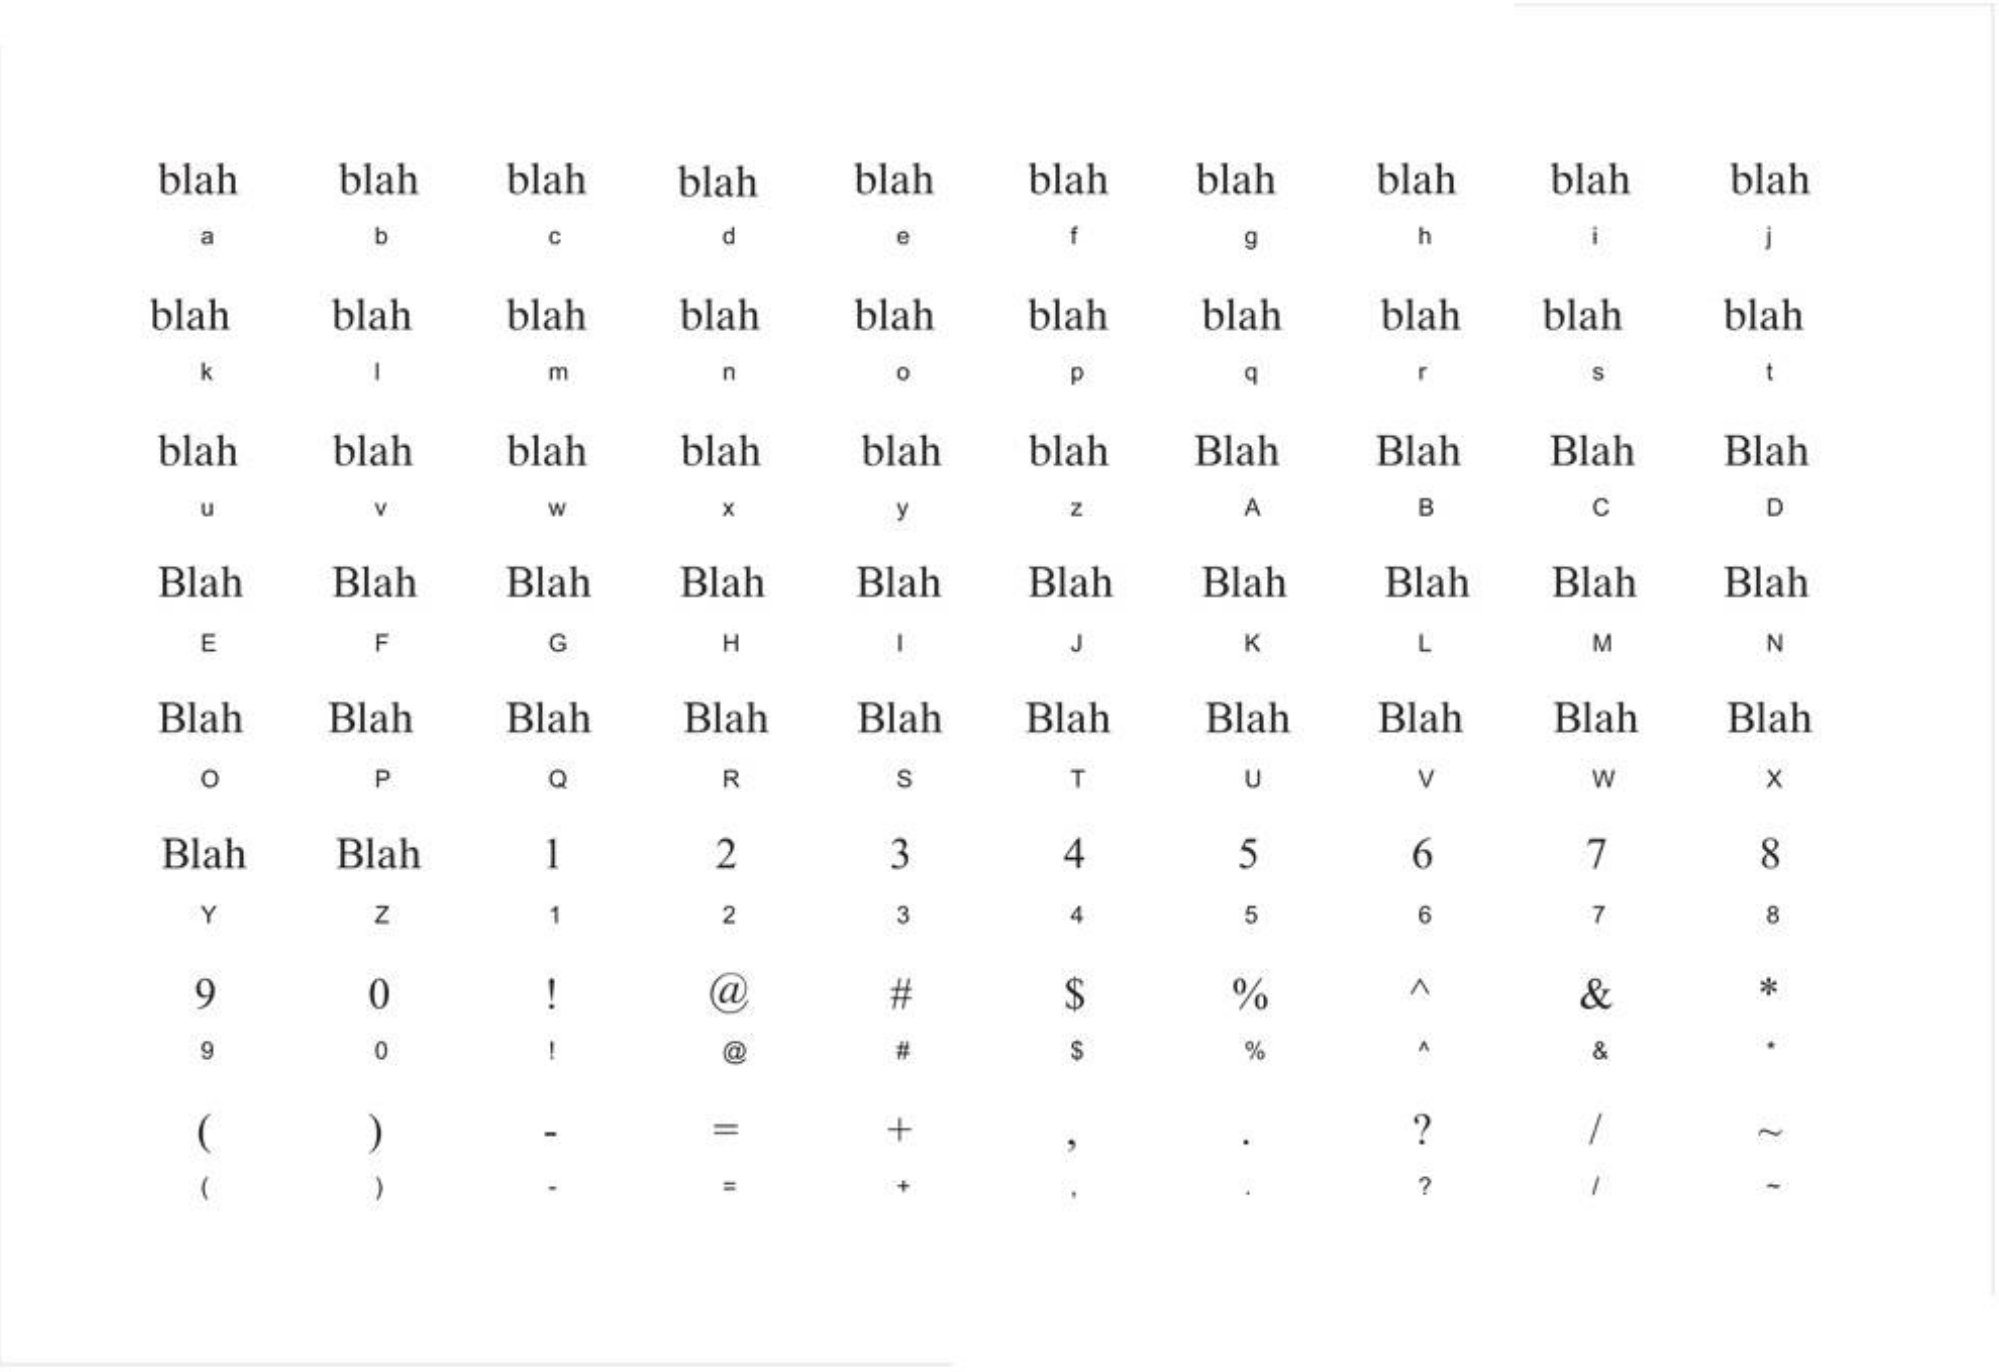 blah blah blah blah blah blah blah blah blah blah
a b c d e f g h i j
blah blah blah blah blah blah blah blah blah blah
k l m n o p q r s t
blah blah blah blah blah blah Blah Blah Blah Blah
u v w x y z A B C D
Blah Blah Blah Blah Blah Blah Blah Blah Blah Blah
E F G H I J K L M N
Blah Blah Blah Blah Blah Blah Blah Blah Blah Blah
O P Q R S T U V W X
Blah Blah 1 2 3 4 5 6 7 8
Y Z 1 2 3 4 5 6 7 8
9 0 ! @ # $ % ^ & *
9 0 ! @ # $ % ^ & *
( ) - = + , . ? / ~
( ) - = + , . ? / ~